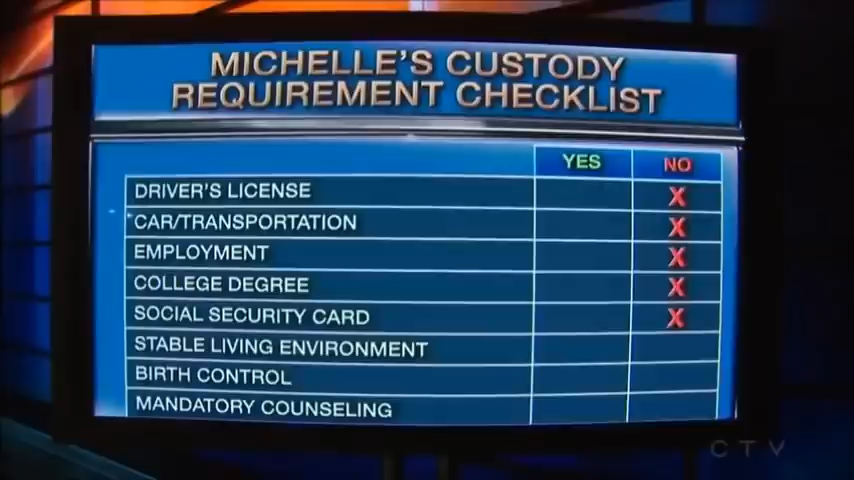 MICHELLE'S CUSTODY
REQUIREMENT CHECKLIST
YES NO
DRIVER'S LICENSE X
CAR/TRANSPORTATION X
EMPLOYMENT X
COLLEGE DEGREE X
SOCIAL SECURITY CARD X
STABLE LIVING ENVIRONMENT
BIRTH CONTROL
MANDATORY COUNSELING
CTV